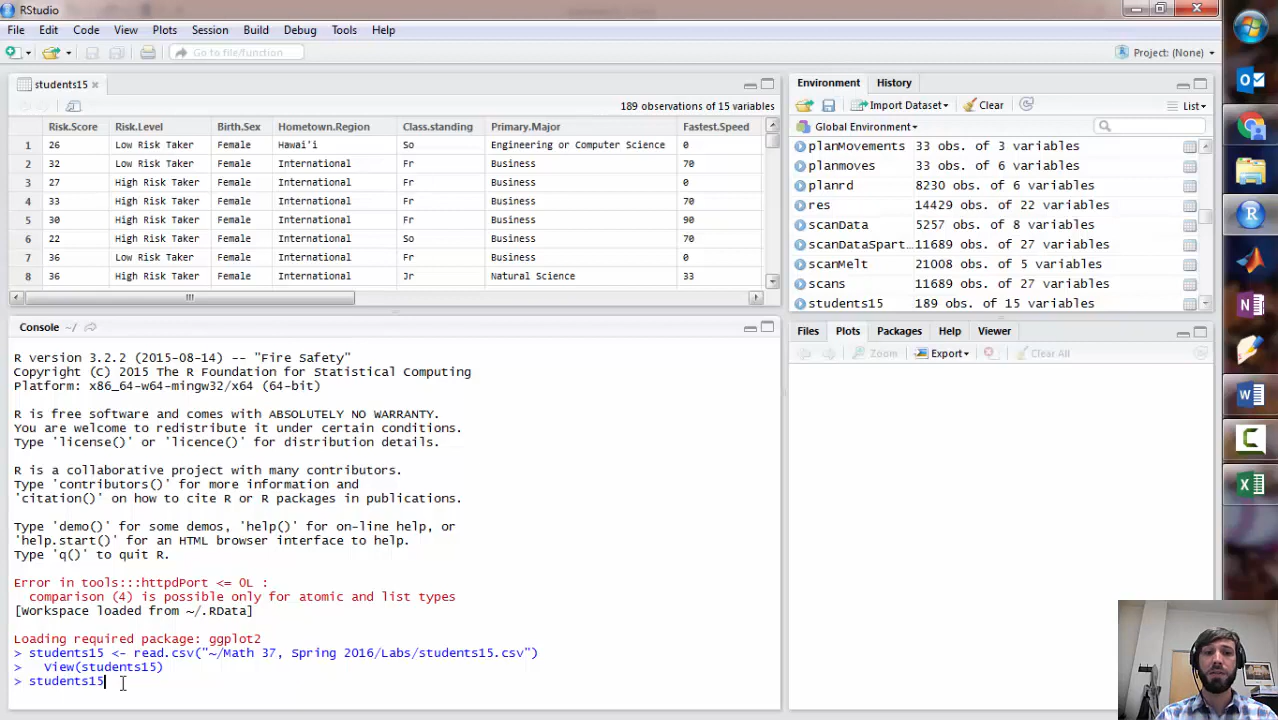 RStudio
File Edit Code View Plots Session Build Debug Tools Help
Go to file/function Project: (None)
students15
189 observations of 15 variables
Risk.Score Risk.Level Birth.Sex Hometown.Region Class.standing Primary.Major Fastest.Speed
1 26 Low Risk Taker Female Hawai'i So Engineering or Computer Science 0
2 32 Low Risk Taker Female International Fr Business 70
3 27 High Risk Taker Female International Fr Business 0
4 33 High Risk Taker Female International Fr Business 70
5 30 High Risk Taker Female International Fr Business 90
6 22 High Risk Taker Female International So Business 70
7 36 Low Risk Taker Female International Fr Business 0
8 36 High Risk Taker Female International Jr Natural Science 33
Console ~/
R version 3.2.2 (2015-08-14) -- "Fire Safety"
Copyright (C) 2015 The R Foundation for Statistical Computing
Platform: x86_64-w64-mingw32/x64 (64-bit)
R is free software and comes with ABSOLUTELY NO WARRANTY.
You are welcome to redistribute it under certain conditions.
Type 'license()' or 'licence()' for distribution details.
R is a collaborative project with many contributors.
Type 'contributors()' for more information and
'citation()' on how to cite R or R packages in publications.
Type 'demo()' for some demos, 'help()' for on-line help, or
'help.start()' for an HTML browser interface to help.
Type 'q()' to quit R.
Error in tools:::httpdPort <= 0L :
comparison (4) is possible only for atomic and list types
[Workspace loaded from ~/.RData]
Loading required package: ggplot2
> students15 <- read.csv("~/Math 37, Spring 2016/Labs/students15.csv")
> View(students15)
> students15
Environment History
Import Dataset Clear List
Global Environment
planMovements 33 obs. of 3 variables
planmoves 33 obs. of 6 variables
planrd 8230 obs. of 6 variables
res 14429 obs. of 22 variables
scanData 5257 obs. of 8 variables
scanDataSpart… 11689 obs. of 27 variables
scanMelt 21008 obs. of 5 variables
scans 11689 obs. of 27 variables
students15 189 obs. of 15 variables
Files Plots Packages Help Viewer
Zoom Export Clear All